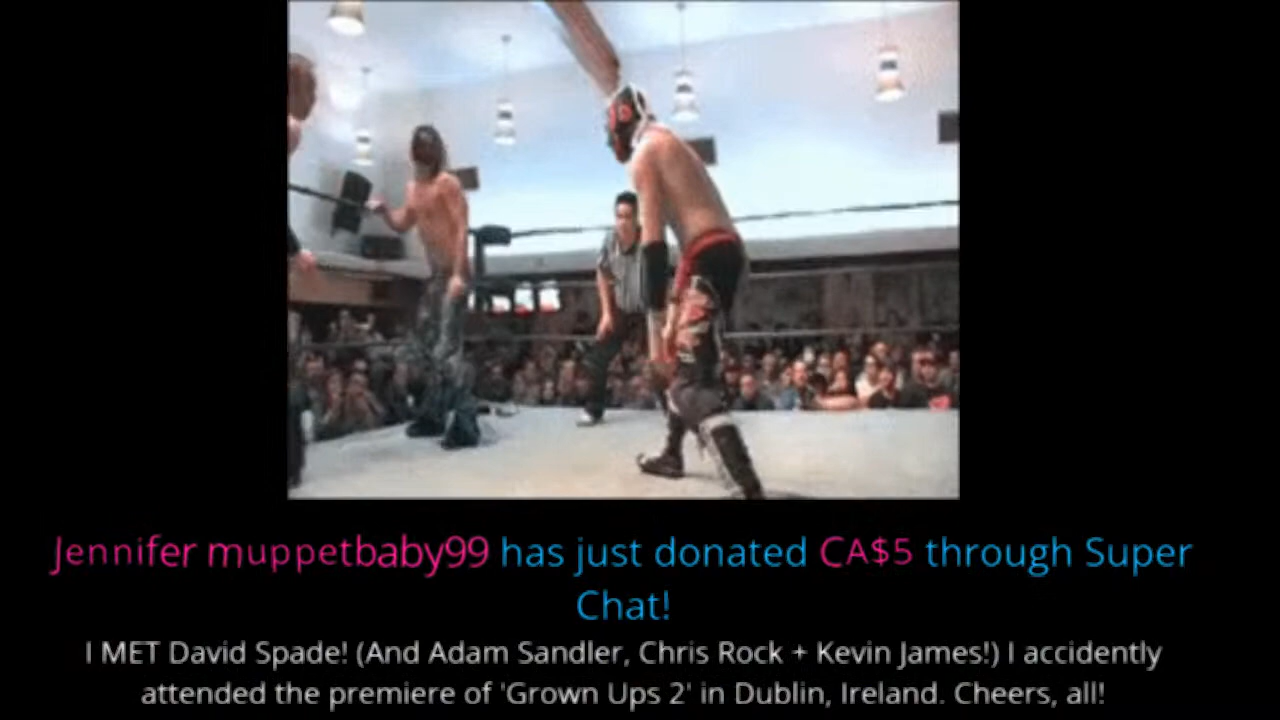 Jennifer muppetbaby99 has just donated CA$5 through Super
Chat!
I MET David Spade! (And Adam Sandler, Chris Rock + Kevin James!) I accidently
attended the premiere of 'Grown Ups 2' in Dublin, Ireland. Cheers, all!